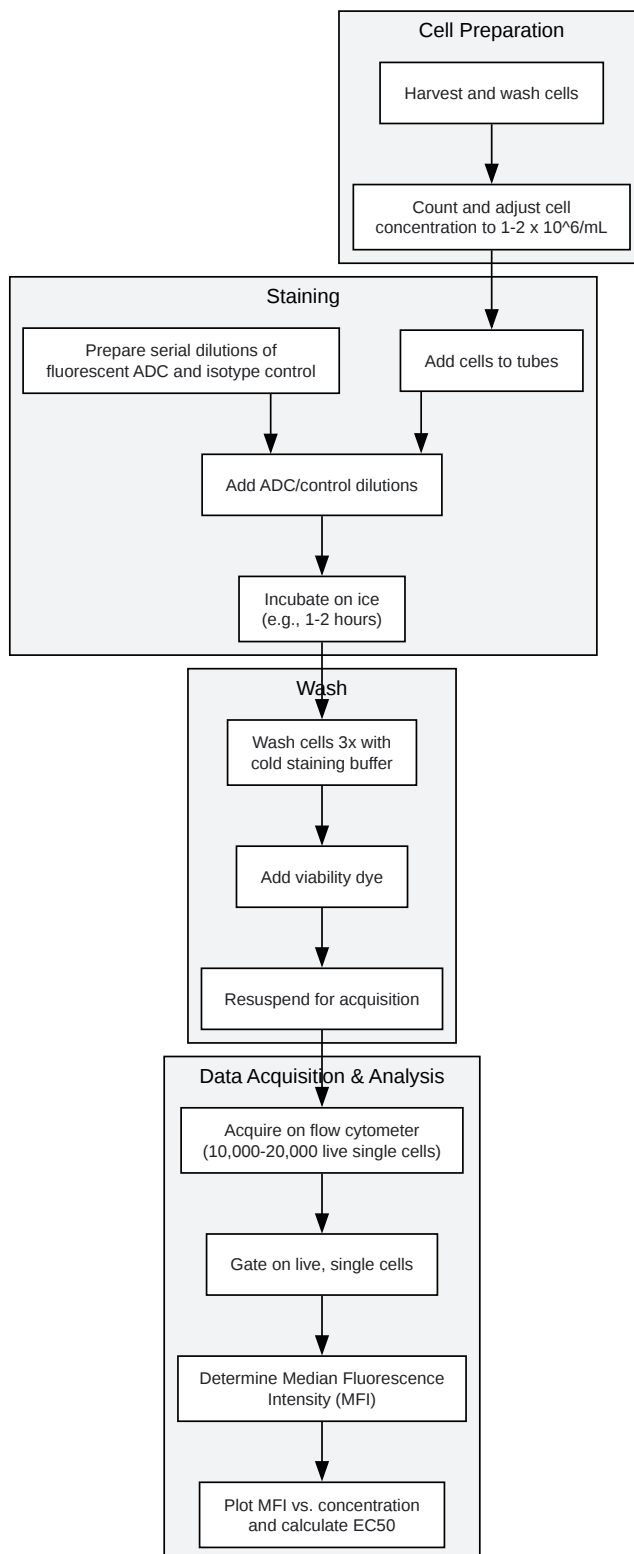 Cell Preparation
Harvest and wash cells
Count and adjust cell
concentration to 1-2 x 10^6/mL
Staining
Prepare serial dilutions of
fluorescent ADC and isotype control
Add cells to tubes
Add ADC/control dilutions
Incubate on ice
(e.g., 1-2 hours)
Wash
Wash cells 3x with
cold staining buffer
Add viability dye
Resuspend for acquisition
Data Acquisition & Analysis
Acquire on flow cytometer
(10,000-20,000 live single cells)
Gate on live, single cells
Determine Median Fluorescence
Intensity (MFI)
Plot MFI vs. concentration
and calculate EC50